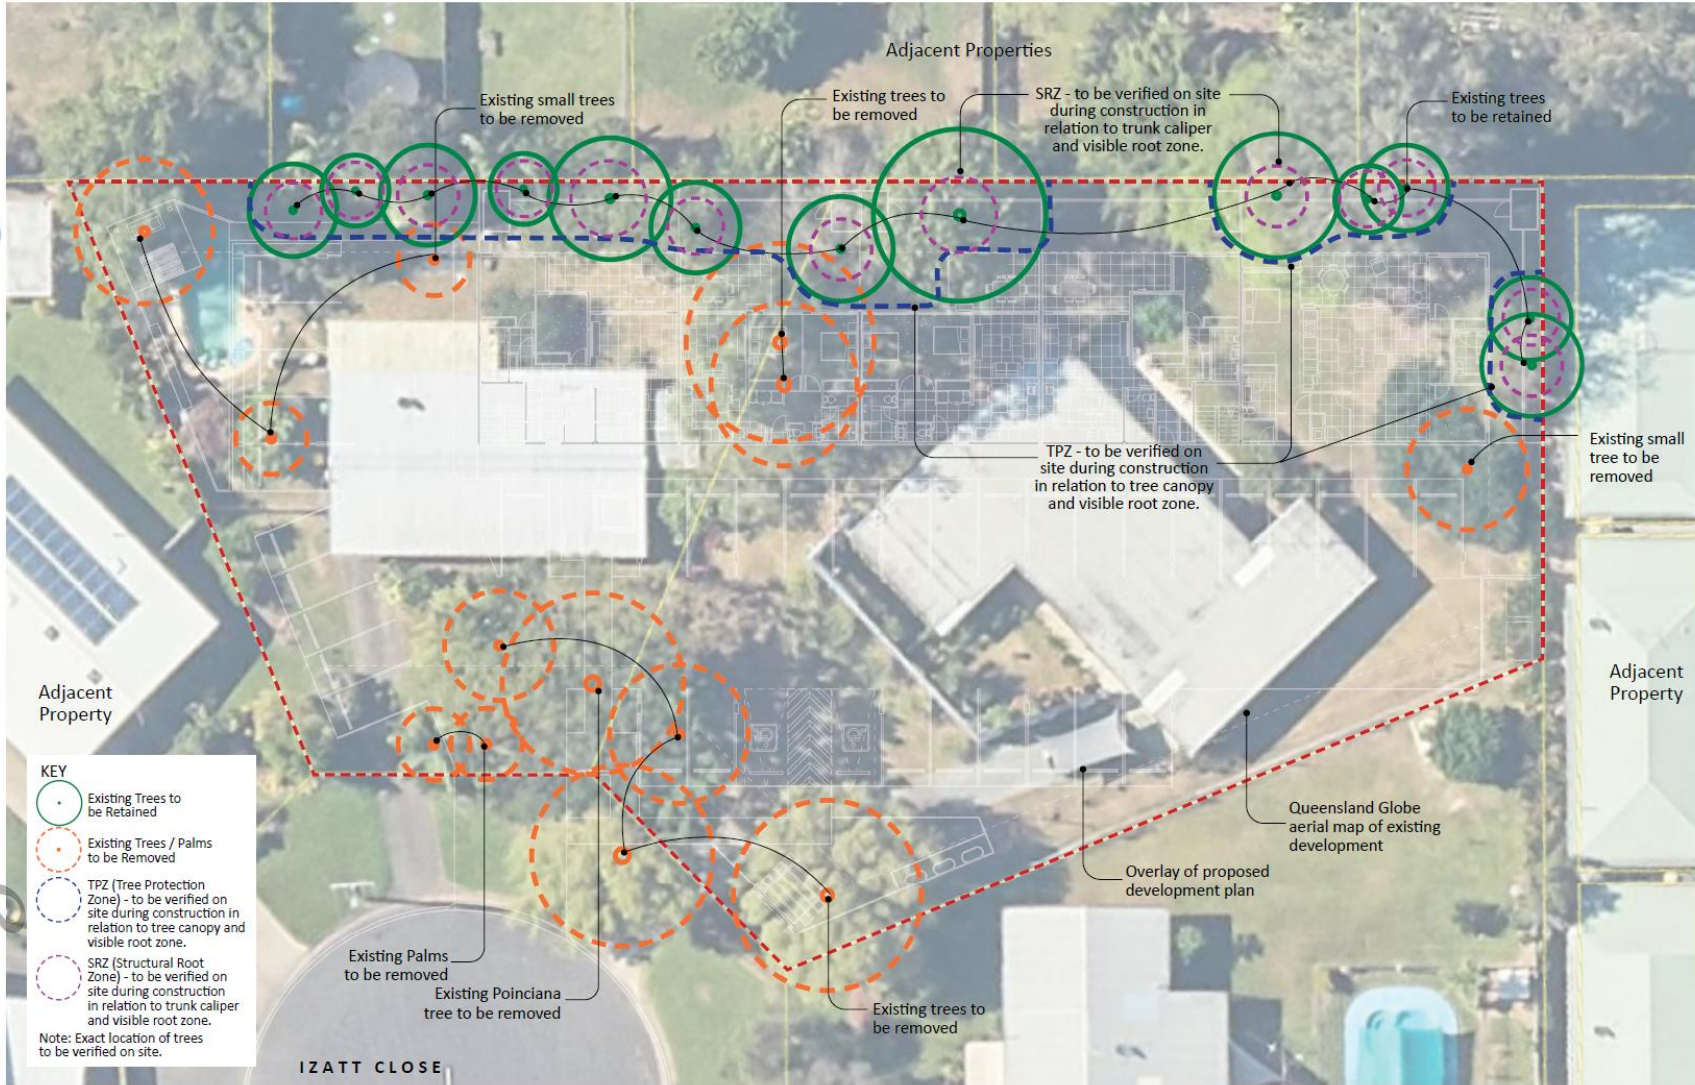 Adjacent Properties
Existing small trees
to be removed
Existing trees to
be removed
SRZ - to be verified on site
during construction in
relation to trunk caliper
and visible root zone.
Existing trees
to be retained
Existing small
tree to be
removed
TPZ - to be verified on
site during construction
in relation to tree canopy
and visible root zone.
Adjacent
Property
Adjacent
Property
KEY
Existing Trees to
be Retained
Existing Trees / Palms
to be Removed
TPZ (Tree Protection
Zone) - to be verified on
site during construction in
relation to tree canopy and
visible root zone.
SRZ (Structural Root
Zone) - to be verified on
site during construction
in relation to trunk caliper
and visible root zone.
Note: Exact location of trees
to be verified on site.
Queensland Globe
aerial map of existing
development
Overlay of proposed
development plan
Existing Palms
to be removed
Existing Poinciana
tree to be removed
Existing trees to
be removed
IZATT CLOSE